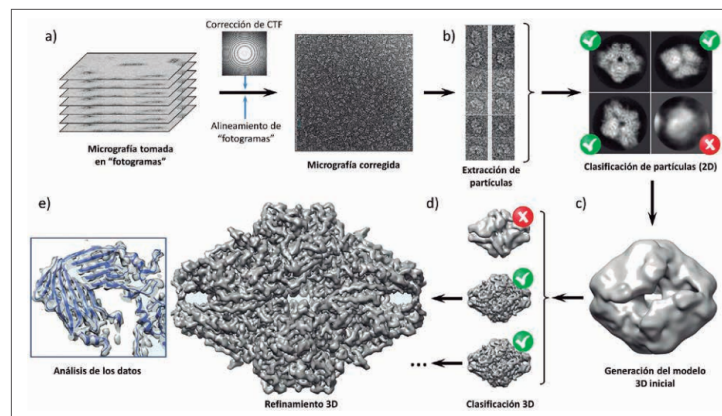 a)
Corrección de CTF
Alineamiento de
"fotogramas"
Micrografía tomada
en "fotogramas"
Micrografía corregida
b)
Extracción de
partículas
Clasificación de partículas (2D)
c)
Generación del modelo
3D inicial
d)
Clasificación 3D
...
Refinamiento 3D
e)
Análisis de los datos